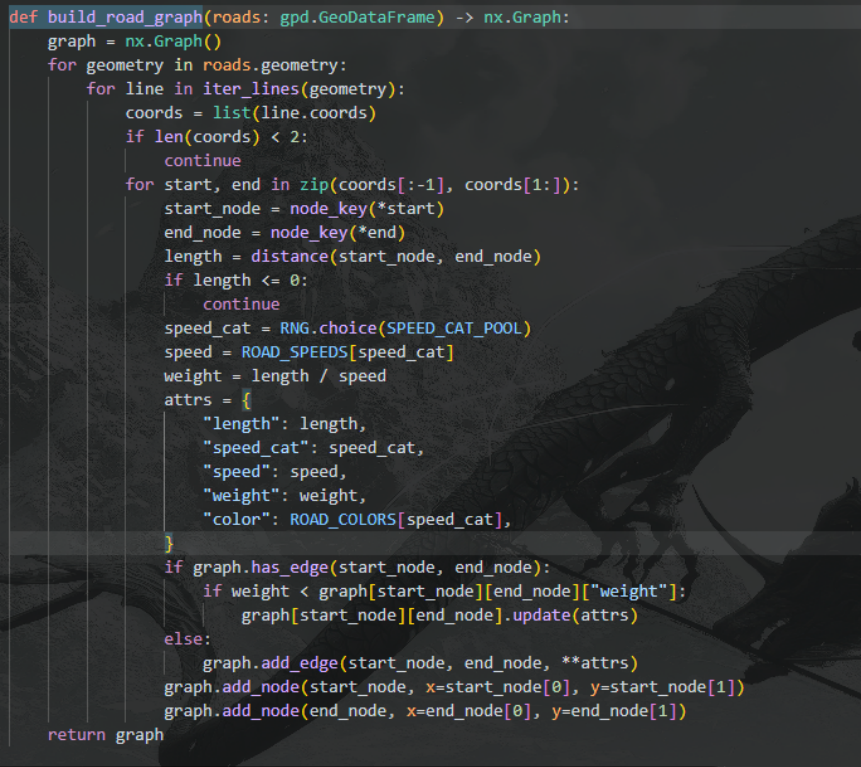 def build_road_graph(roads: gpd.GeoDataFrame) -> nx.Graph:
    graph = nx.Graph()
    for geometry in roads.geometry:
        for line in iter_lines(geometry):
            coords = list(line.coords)
            if len(coords) < 2:
                continue
            for start, end in zip(coords[:-1], coords[1:]):
                start_node = node_key(*start)
                end_node = node_key(*end)
                length = distance(start_node, end_node)
                if length <= 0:
                    continue
                speed_cat = RNG.choice(SPEED_CAT_POOL)
                speed = ROAD_SPEEDS[speed_cat]
                weight = length / speed
                attrs = {
                    "length": length,
                    "speed_cat": speed_cat,
                    "speed": speed,
                    "weight": weight,
                    "color": ROAD_COLORS[speed_cat],
                }
                if graph.has_edge(start_node, end_node):
                    if weight < graph[start_node][end_node]["weight"]:
                        graph[start_node][end_node].update(attrs)
                else:
                    graph.add_edge(start_node, end_node, **attrs)
                graph.add_node(start_node, x=start_node[0], y=start_node[1])
                graph.add_node(end_node, x=end_node[0], y=end_node[1])
    return graph